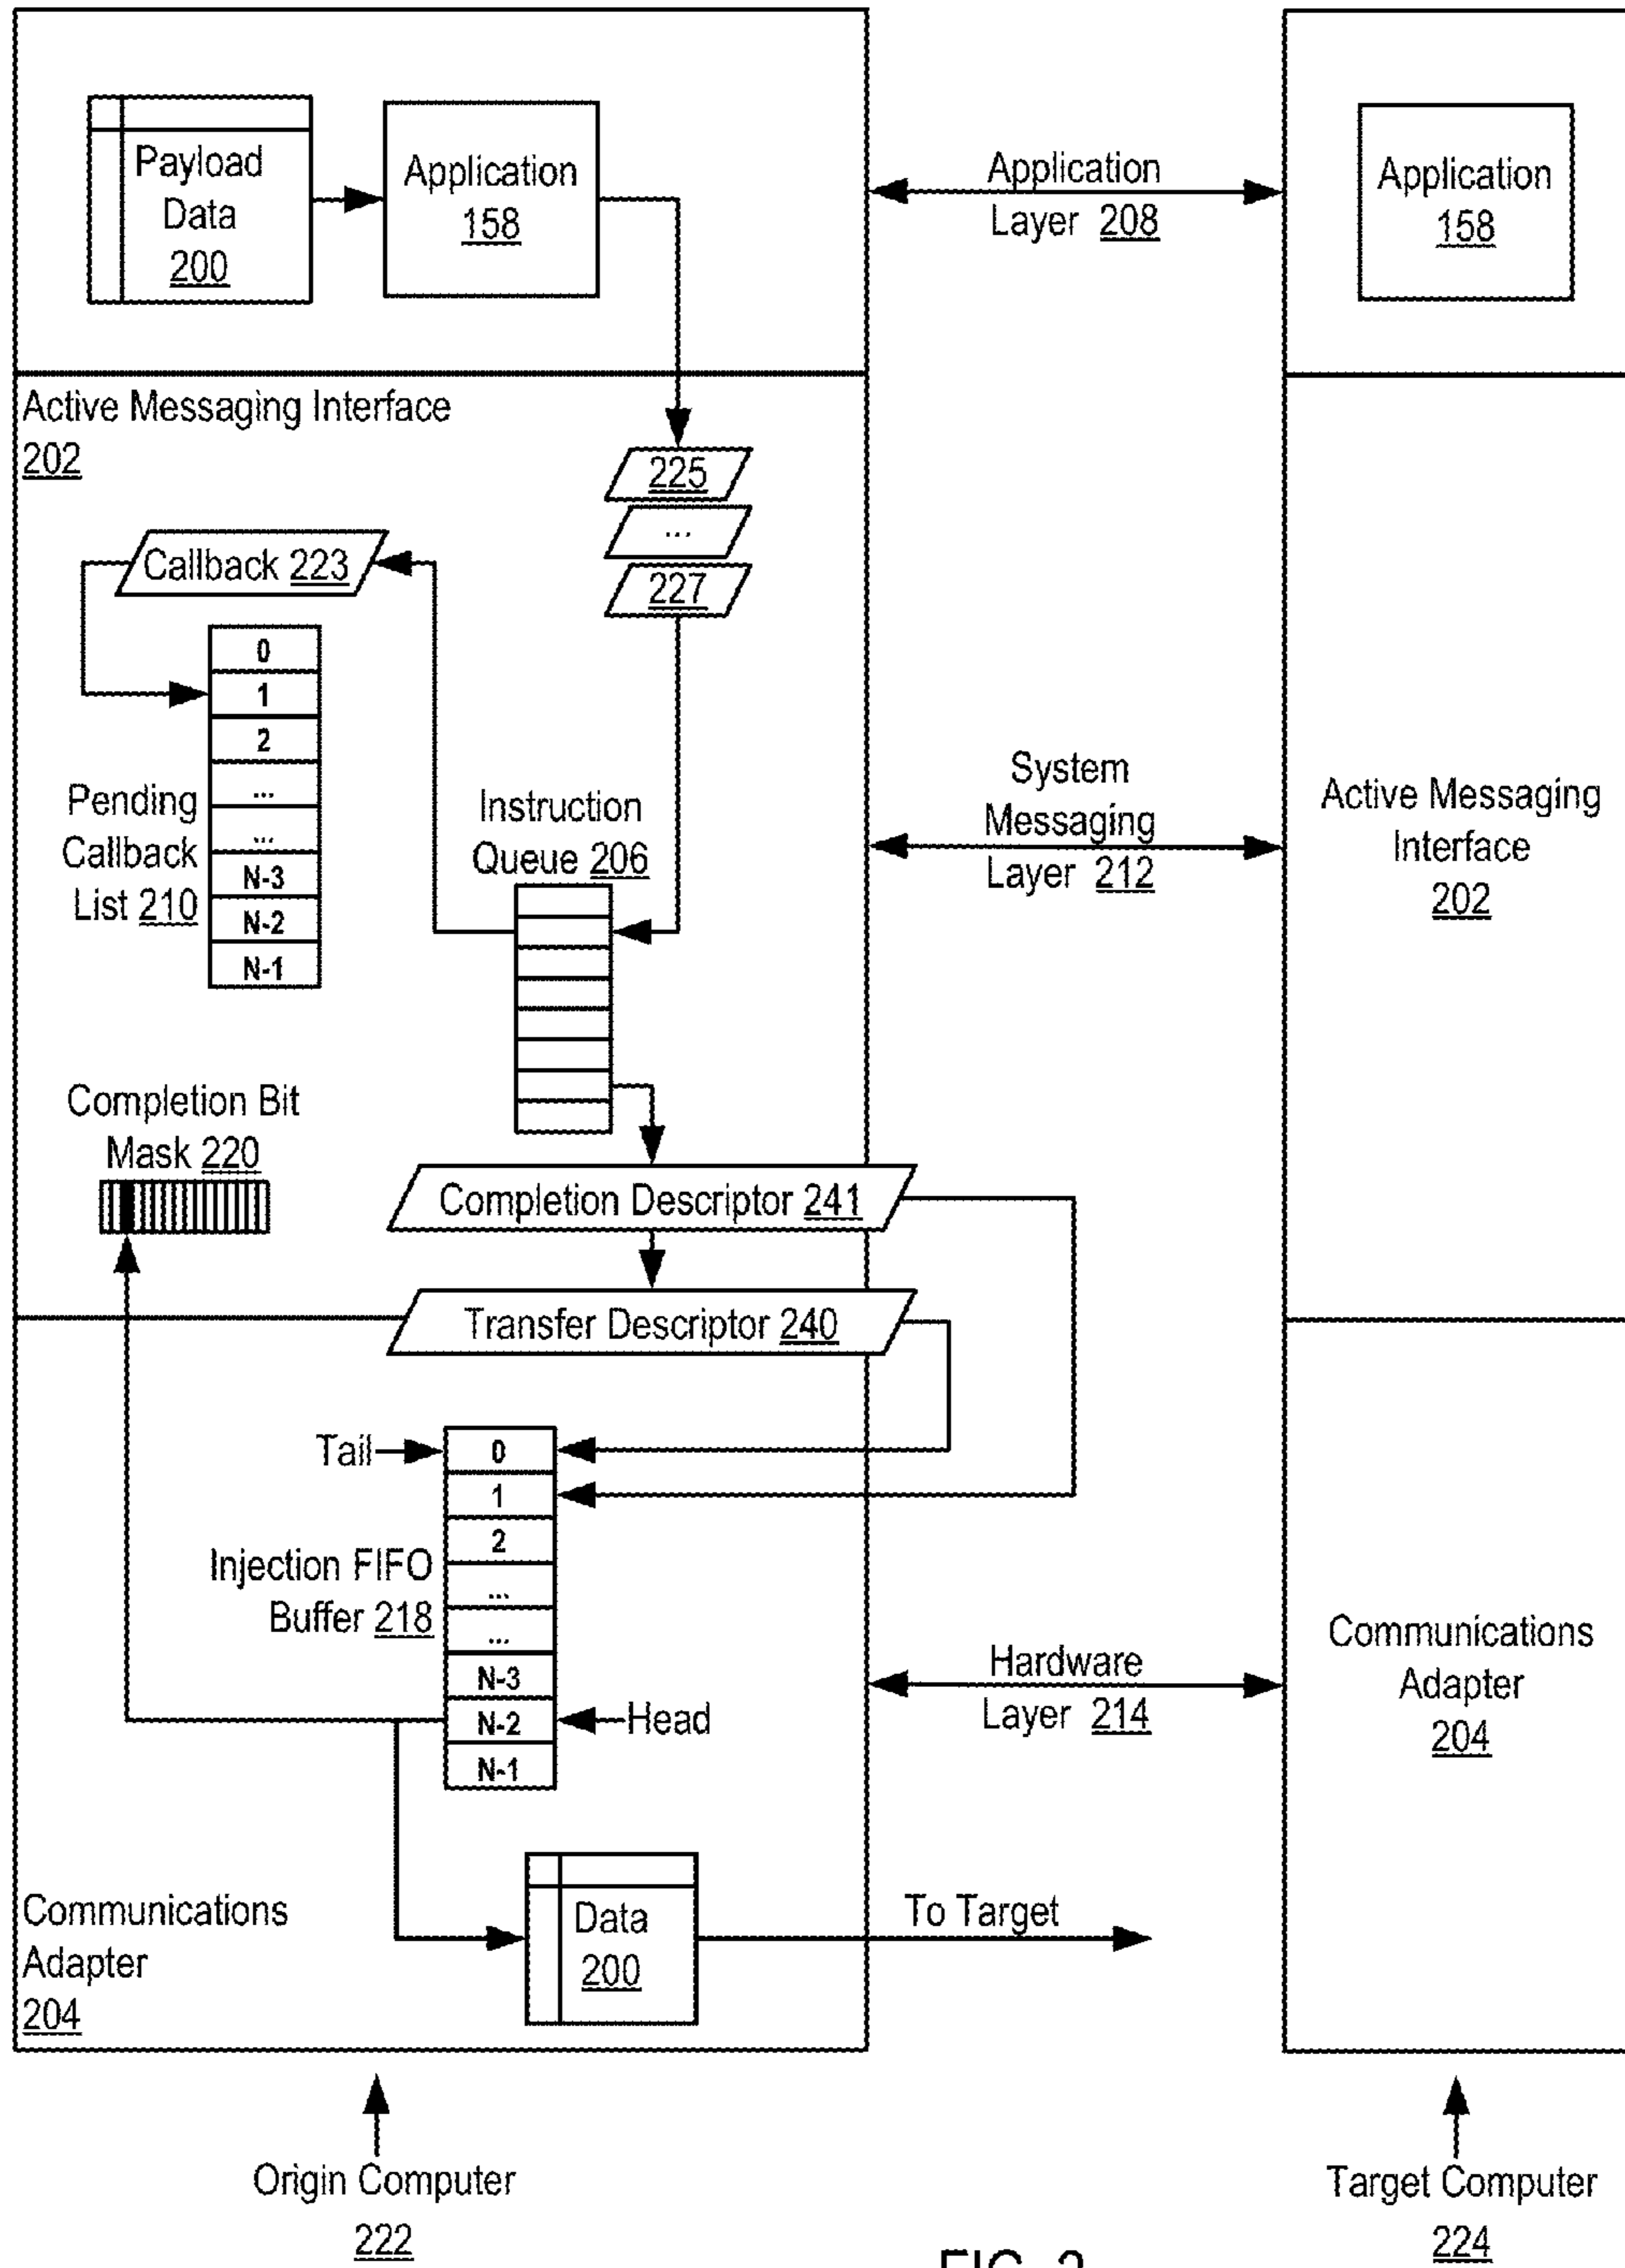 Payload
Data
200
Application
158
Application
Layer 208
Application
158
Active Messaging Interface
202
225
...
227
Callback 223
0
1
2
...
...
N-3
N-2
N-1
Pending
Callback
List 210
Instruction
Queue 206
System
Messaging
Layer 212
Active Messaging
Interface
202
Completion Bit
Mask 220
Completion Descriptor 241
Transfer Descriptor 240
Tail
0
1
2
...
...
N-3
N-2
N-1
Injection FIFO
Buffer 218
Head
Hardware
Layer 214
Communications
Adapter
204
Communications
Adapter
204
Data
200
To Target
Origin Computer
222
Target Computer
224